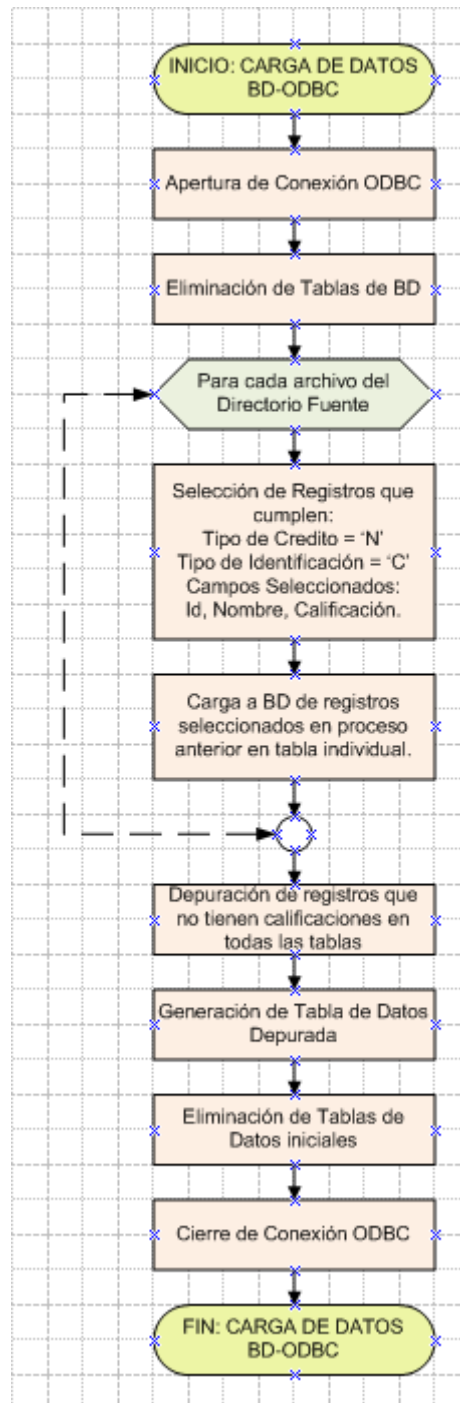 INICIO: CARGA DE DATOS
BD-ODBC
Apertura de Conexión ODBC
Eliminación de Tablas de BD
Para cada archivo del
Directorio Fuente
Selección de Registros que
cumplen:
Tipo de Credito = ‘N’
Tipo de Identificación = ‘C’
Campos Seleccionados:
Id, Nombre, Calificación.
Carga a BD de registros
seleccionados en proceso
anterior en tabla individual.
Depuración de registros que
no tienen calificaciones en
todas las tablas
Generación de Tabla de Datos
Depurada
Eliminación de Tablas de
Datos iniciales
Cierre de Conexión ODBC
FIN: CARGA DE DATOS
BD-ODBC